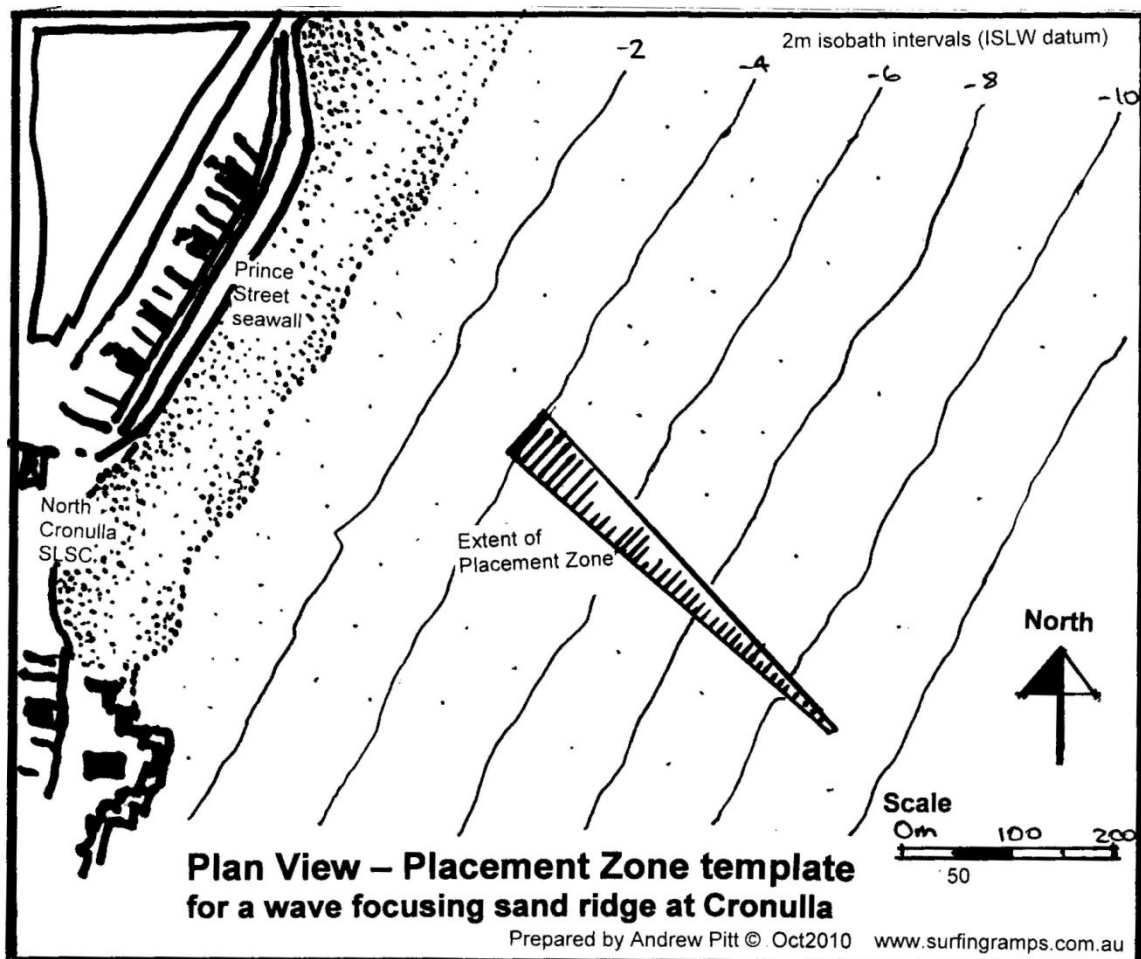 2m isobath intervals (ISLW datum)
-2
-4
-6
-8
-10
Prince
Street
seawall
North
Cronulla
SLSC
Extent of
Placement Zone
North
Scale
0m 100 200
50
Plan View – Placement Zone template
for a wave focusing sand ridge at Cronulla
Prepared by Andrew Pitt © Oct2010 www.surfingramps.com.au